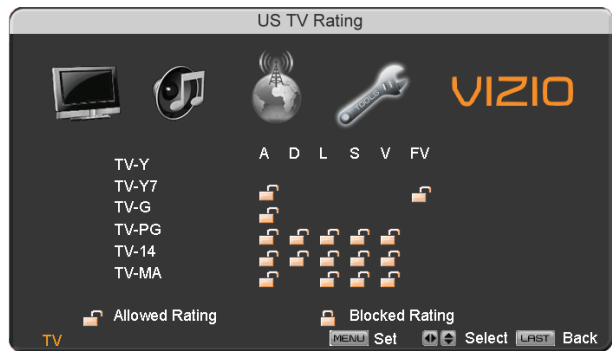 US TV Rating
TOOLS
VIZIO
A D L S V FV
TV-Y
TV-Y7
TV-G
TV-PG
TV-14
TV-MA
Allowed Rating Blocked Rating
TV MENU Set Select LAST Back